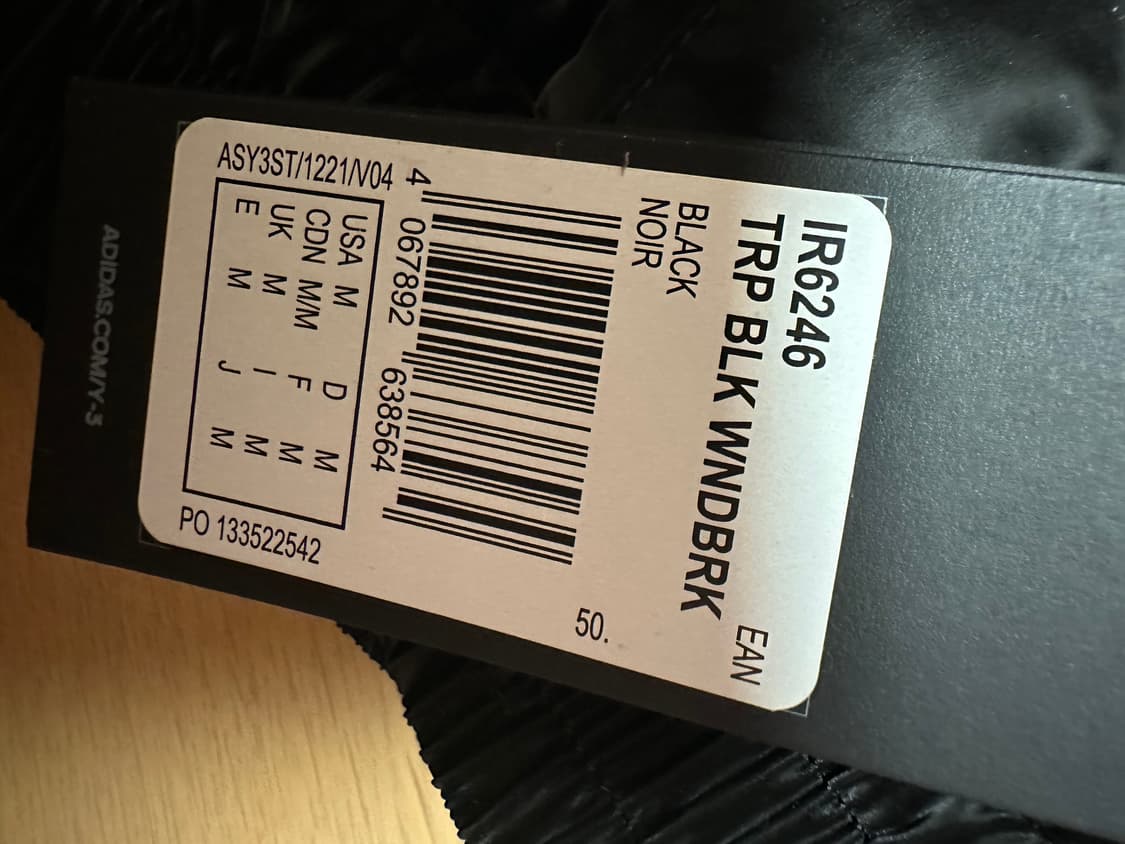 IR6246
TRP BLK WNDBRK EAN
BLACK
NOIR
50.
4 067892 638564
USA M D M
CDN M/M F M
UK M I M
E M J M
ASY3ST/1221/V04
PO 133522542
ADIDAS.COM/Y-3